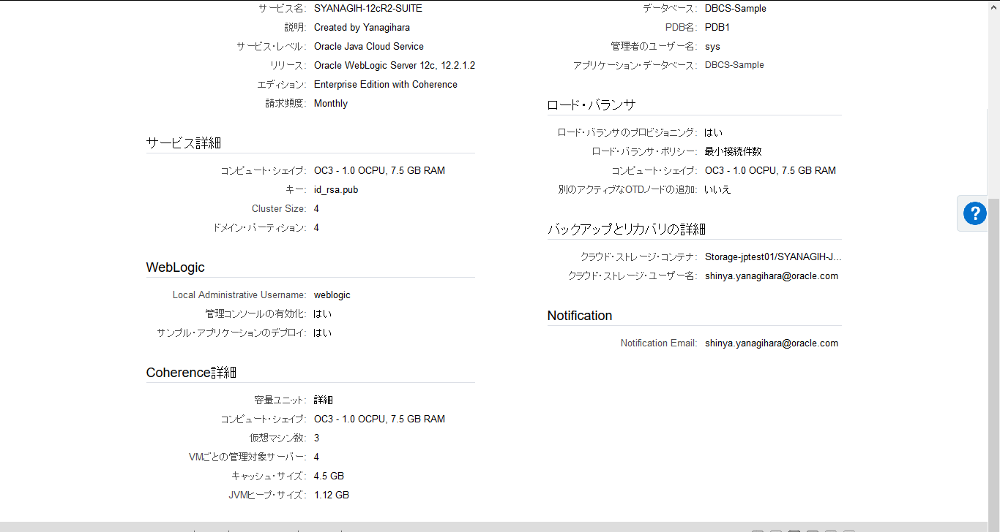 サービス名: SYANAGIH-12cR2-SUITE
説明: Created by Yanagihara
サービス・レベル: Oracle Java Cloud Service
リリース: Oracle WebLogic Server 12c, 12.2.1.2
エディション: Enterprise Edition with Coherence
請求頻度: Monthly
サービス詳細
コンピュート・シェイプ: OC3 - 1.0 OCPU, 7.5 GB RAM
キー: id_rsa.pub
Cluster Size: 4
ドメイン・パーティション: 4
WebLogic
Local Administrative Username: weblogic
管理コンソールの有効化: はい
サンプル・アプリケーションのデプロイ: はい
Coherence詳細
容量ユニット: 詳細
コンピュート・シェイプ: OC3 - 1.0 OCPU, 7.5 GB RAM
仮想マシン数: 3
VMごとの管理対象サーバー: 4
キャッシュ・サイズ: 4.5 GB
JVMヒープ・サイズ: 1.12 GB
データベース: DBCS-Sample
PDB名: PDB1
管理者のユーザー名: sys
アプリケーション・データベース: DBCS-Sample
ロード・バランサ
ロード・バランサのプロビジョニング: はい
ロード・バランサ・ポリシー: 最小接続件数
コンピュート・シェイプ: OC3 - 1.0 OCPU, 7.5 GB RAM
別のアクティブなOTDノードの追加: いいえ
バックアップとリカバリの詳細
クラウド・ストレージ・コンテナ: Storage-jptest01/SYANAGIH-J...
クラウド・ストレージ・ユーザー名: shinya.yanagihara@oracle.com
Notification
Notification Email: shinya.yanagihara@oracle.com
?